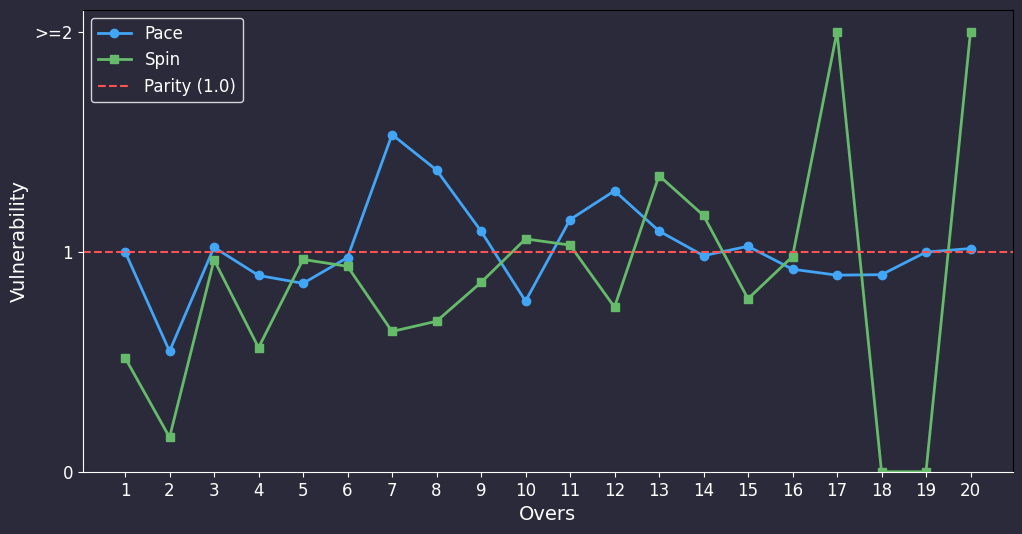 >=2
Pace
Spin
Parity (1.0)
Vulnerability
1
0
1 2 3 4 5 6 7 8 9 10 11 12 13 14 15 16 17 18 19 20
Overs